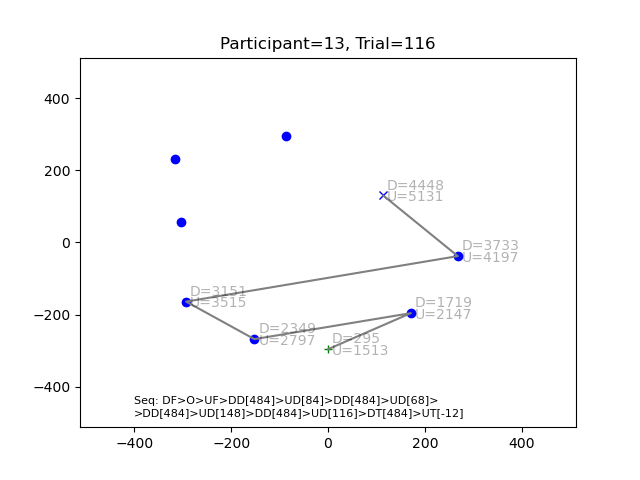 Participant=13, Trial=116
400
200
0
−200
−400
D=4448
U=5131
D=3733
U=4197
D=3151
U=3515
D=1719
U=2147
D=2349
U=2797
D=295
U=1513
Seq: DF>O>UF>DD[484]>UD[84]>DD[484]>UD[68]>
>DD[484]>UD[148]>DD[484]>UD[116]>DT[484]>UT[-12]
−400 −200 0 200 400